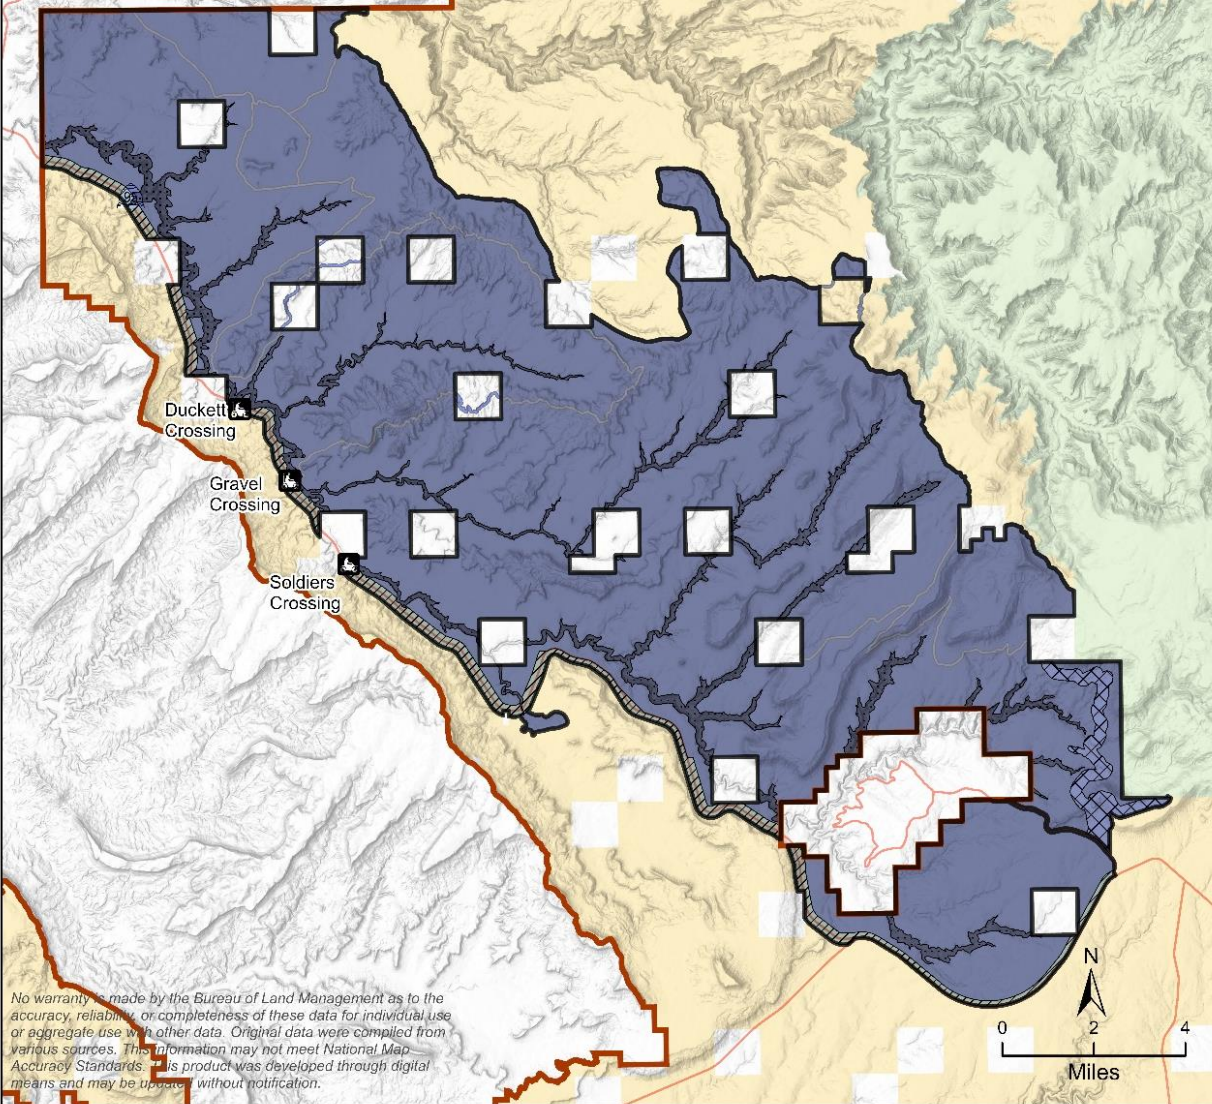 Duckett
Crossing
Gravel
Crossing
Soldiers
Crossing
N
0 2 4
Miles
No warranty is made by the Bureau of Land Management as to the
accuracy, reliability, or completeness of these data for individual use
or aggregate use with other data. Original data were compiled from
various sources. This information may not meet National Map
Accuracy Standards. This product was developed through digital
means and may be updated without notification.